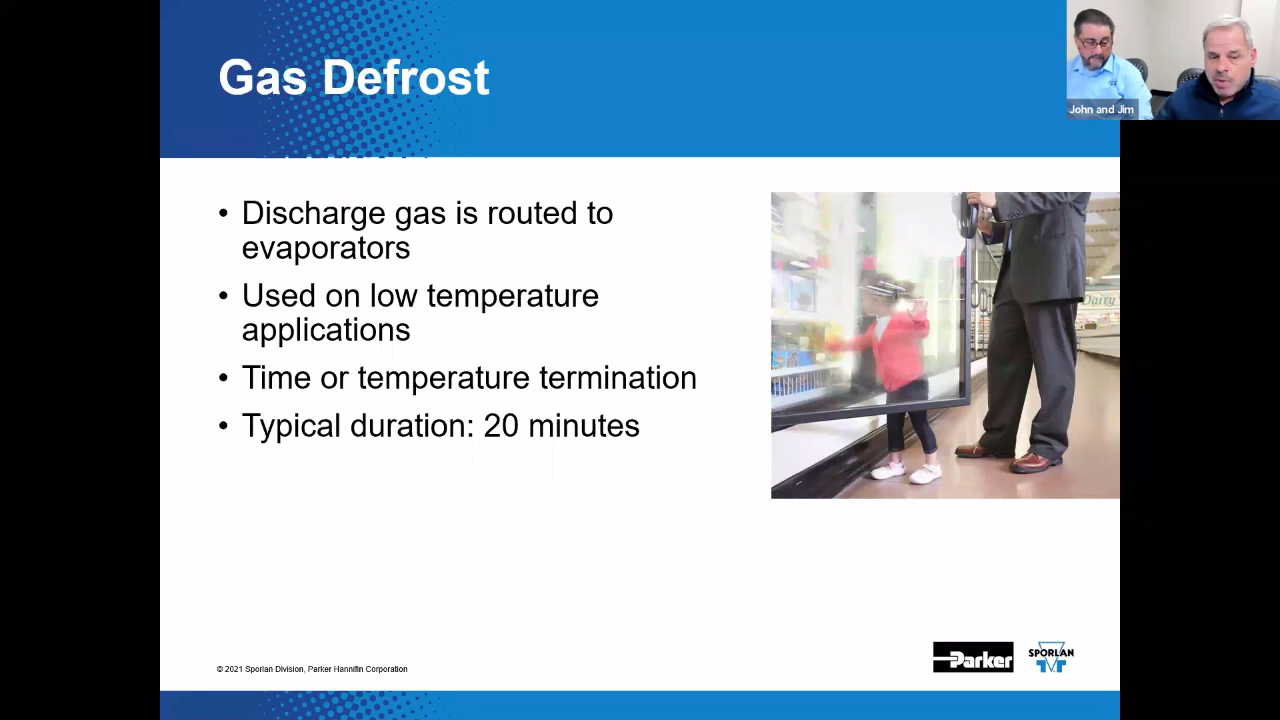 Gas Defrost
John and Jim
• Discharge gas is routed to
evaporators
• Used on low temperature
applications
• Time or temperature termination
• Typical duration: 20 minutes
Dairy
© 2021 Sporlan Division, Parker Hannifin Corporation
Parker
SPORLAN